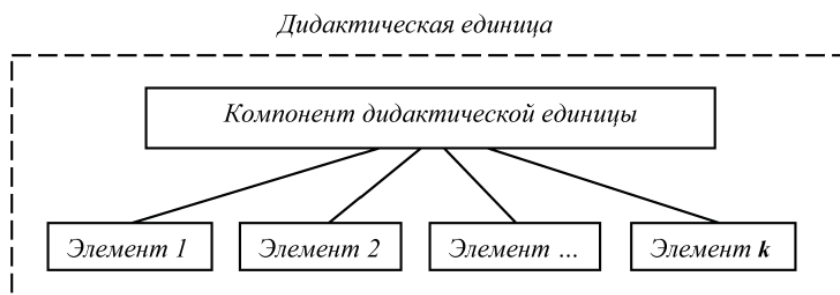 Дидактическая единица
Компонент дидактической единицы
Элемент 1
Элемент 2
Элемент ...
Элемент k